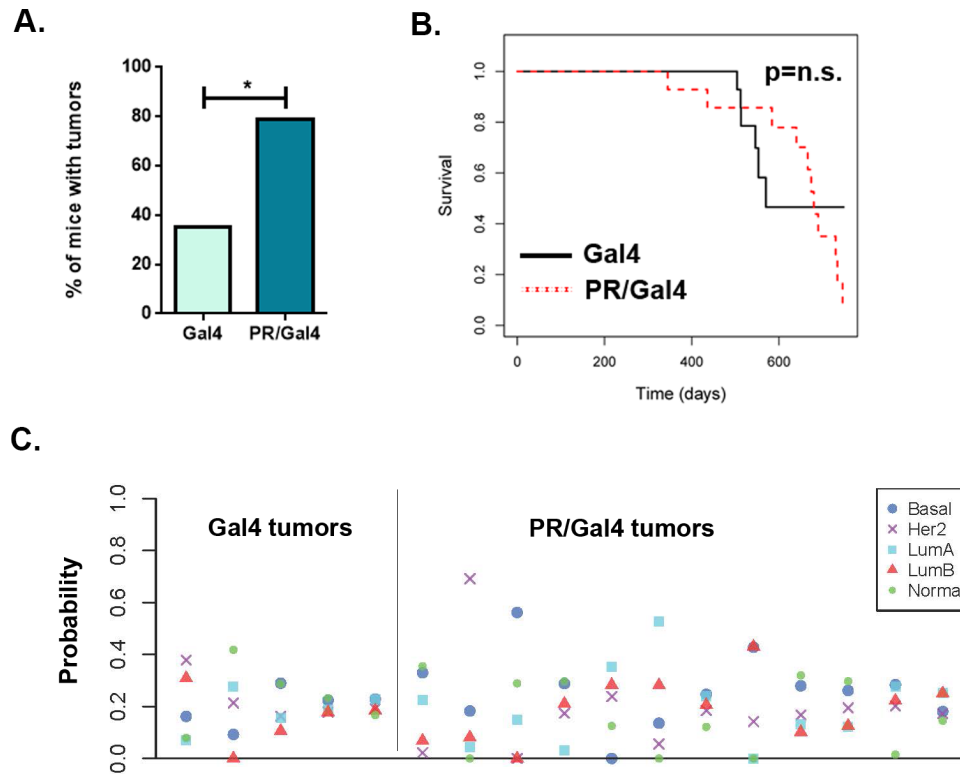 A.
% of mice with tumors
100
80
60
40
20
0
*
Gal4
PR/Gal4
B.
Survival
1.0
0.8
0.6
0.4
0.2
0.0
p=n.s.
Gal4
PR/Gal4
0
200
400
600
Time (days)
C.
Probability
1.0
0.8
0.6
0.4
0.2
0.0
Gal4 tumors
PR/Gal4 tumors
Basal
Her2
LumA
LumB
Norma